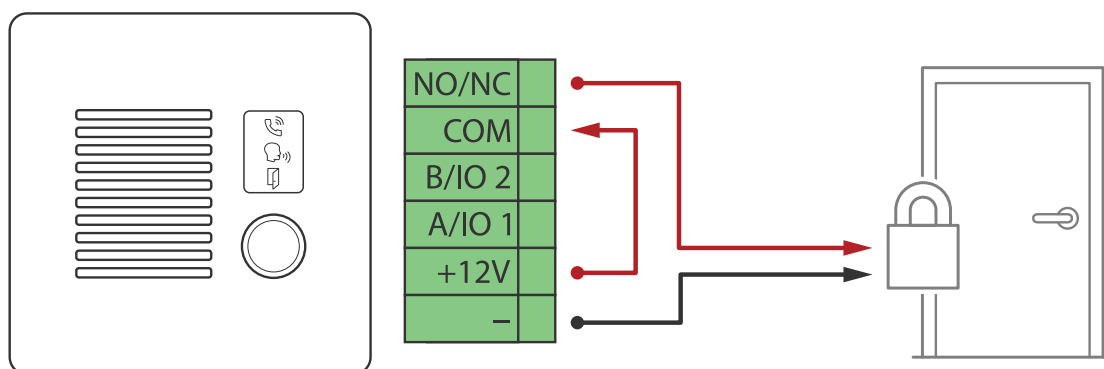 NO/NC
COM
B/IO 2
A/IO 1
+12V
–